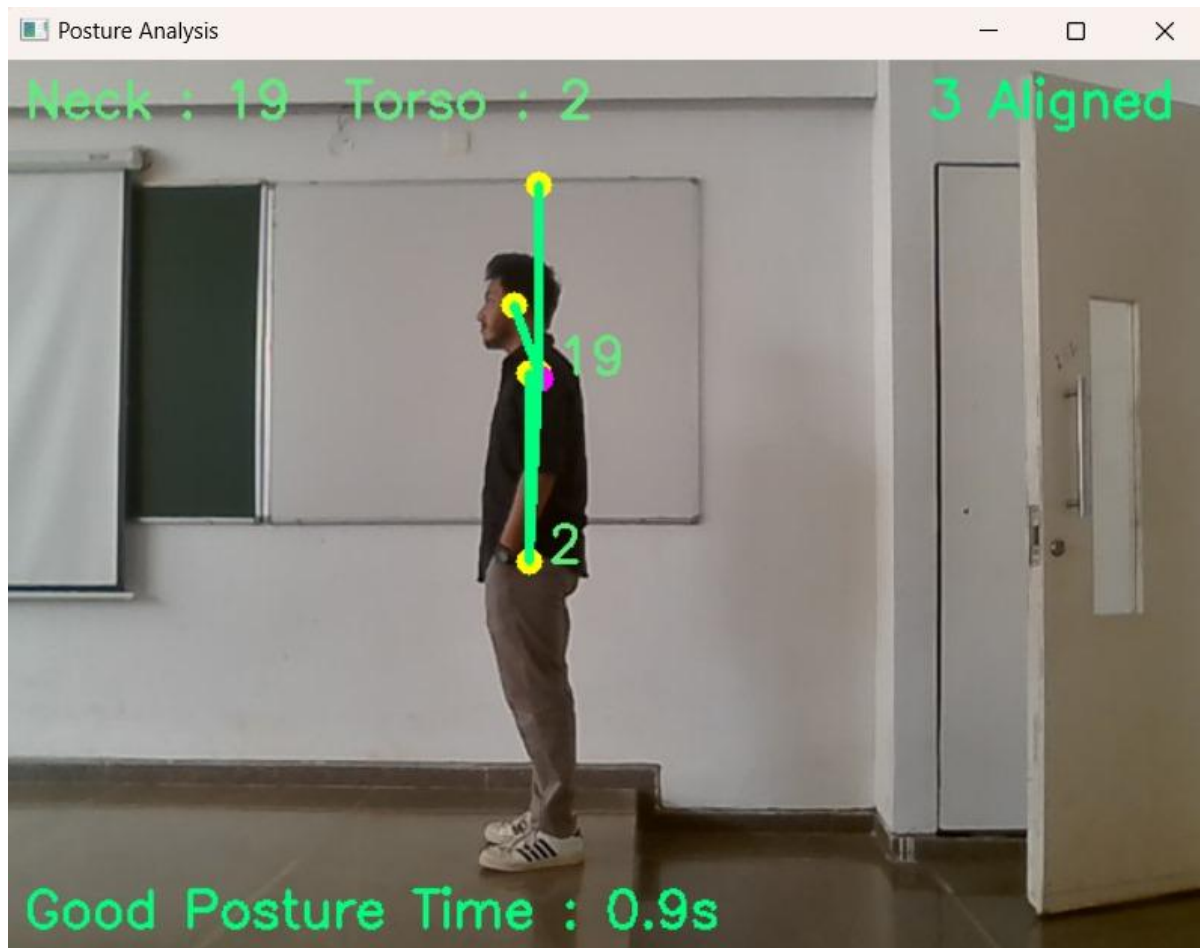 Posture Analysis
Neck : 19 Torso : 2
3 Aligned
19
2
Good Posture Time : 0.9s